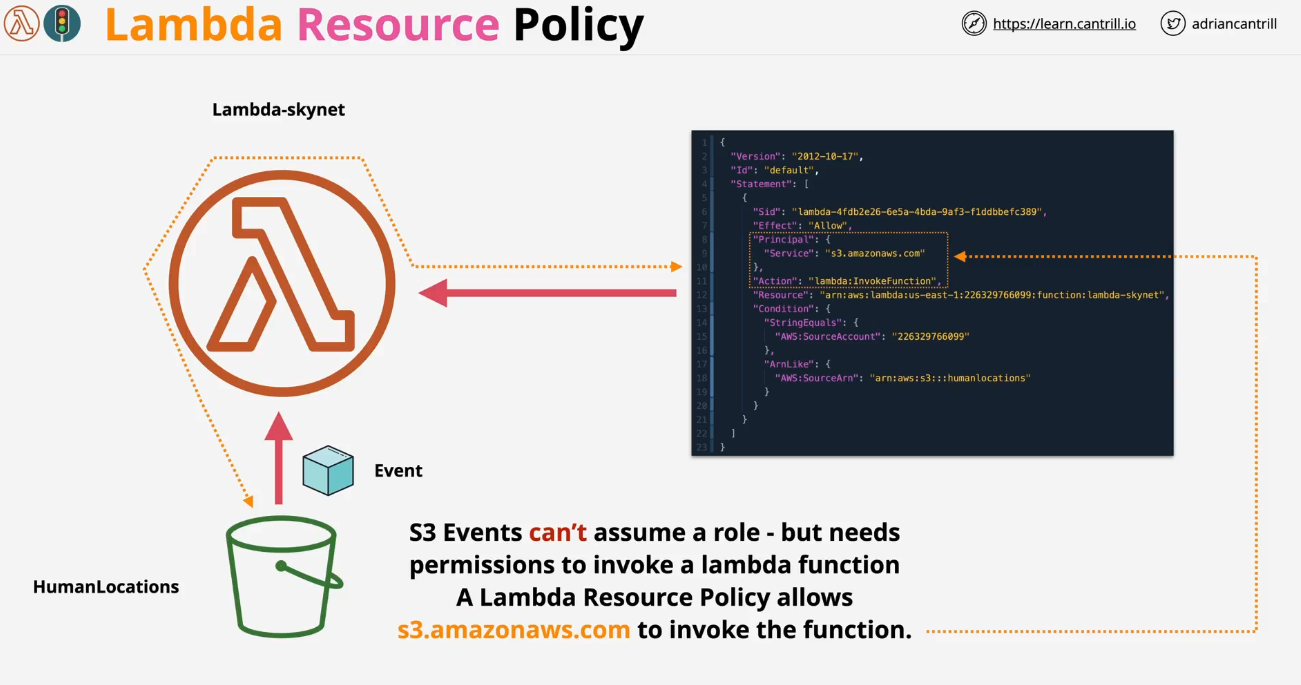 Lambda Resource Policy
https://learn.cantrill.io
adriancantrill
Lambda-skynet
1 {
2 "Version": "2012-10-17",
3 "Id": "default",
4 "Statement": [
5 {
6 "Sid": "lambda-4fdb2e26-6e5a-4bda-9af3-f1ddbbefc389",
7 "Effect": "Allow",
8 "Principal": {
9 "Service": "s3.amazonaws.com"
10 },
11 "Action": "lambda:InvokeFunction",
12 "Resource": "arn:aws:lambda:us-east-1:226329766099:function:lambda-skynet",
13 "Condition": {
14 "StringEquals": {
15 "AWS:SourceAccount": "226329766099"
16 },
17 "ArnLike": {
18 "AWS:SourceArn": "arn:aws:s3:::humanlocations"
19 }
20 }
21 }
22 ]
23 }
Event
HumanLocations
S3 Events can't assume a role - but needs
permissions to invoke a lambda function
A Lambda Resource Policy allows
s3.amazonaws.com to invoke the function.